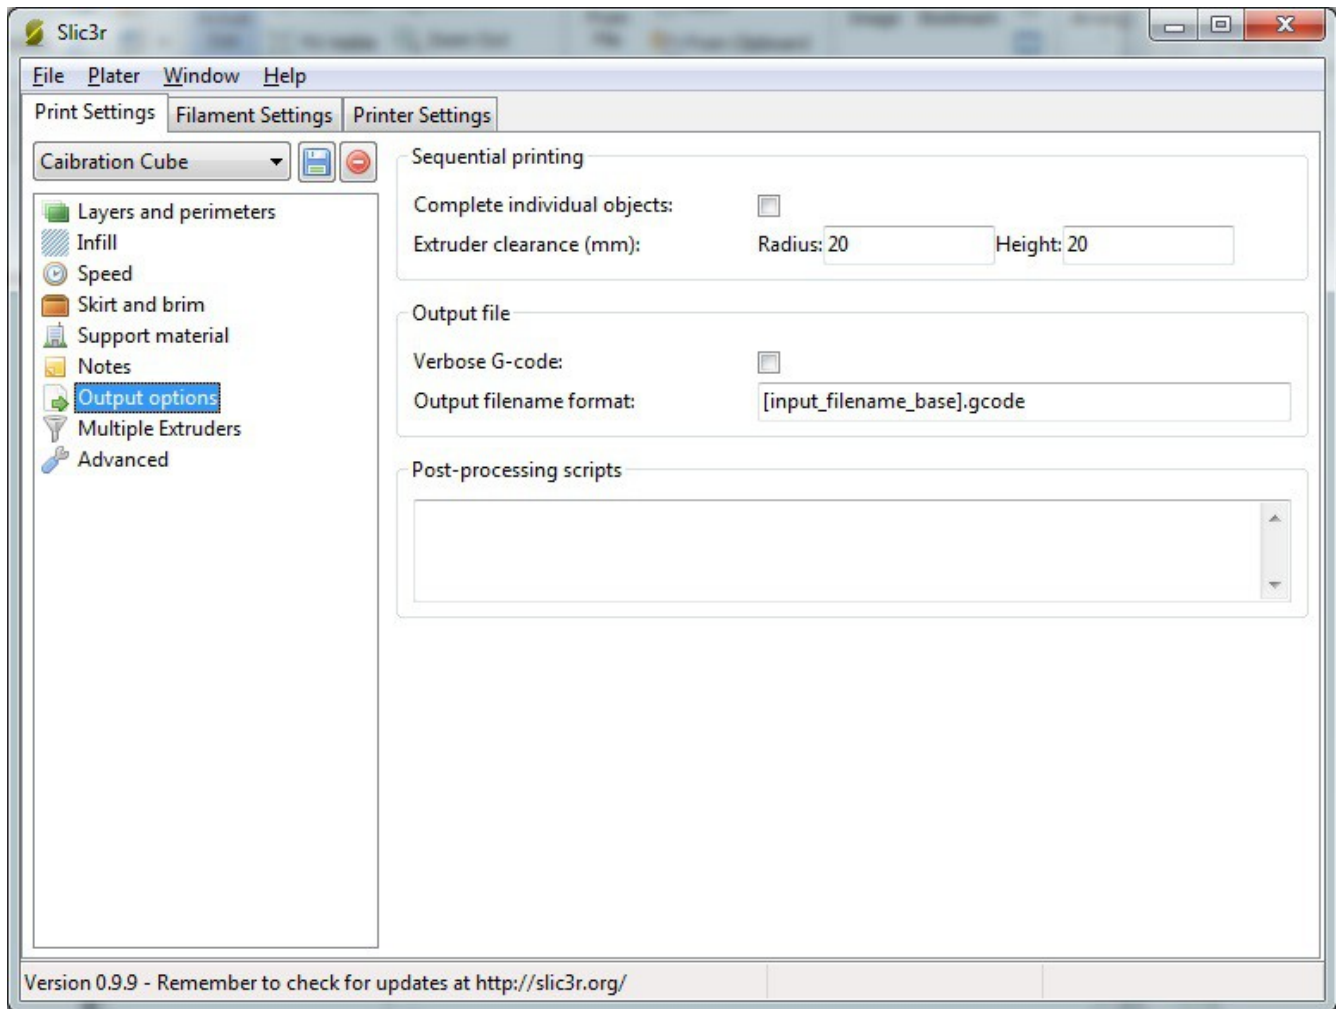 Slic3r
File Plater Window Help
Print Settings Filament Settings Printer Settings
Caibration Cube
Layers and perimeters
Infill
Speed
Skirt and brim
Support material
Notes
Output options
Multiple Extruders
Advanced
Sequential printing
Complete individual objects:
Extruder clearance (mm): Radius: 20 Height: 20
Output file
Verbose G-code:
Output filename format: [input_filename_base].gcode
Post-processing scripts
Version 0.9.9 - Remember to check for updates at http://slic3r.org/